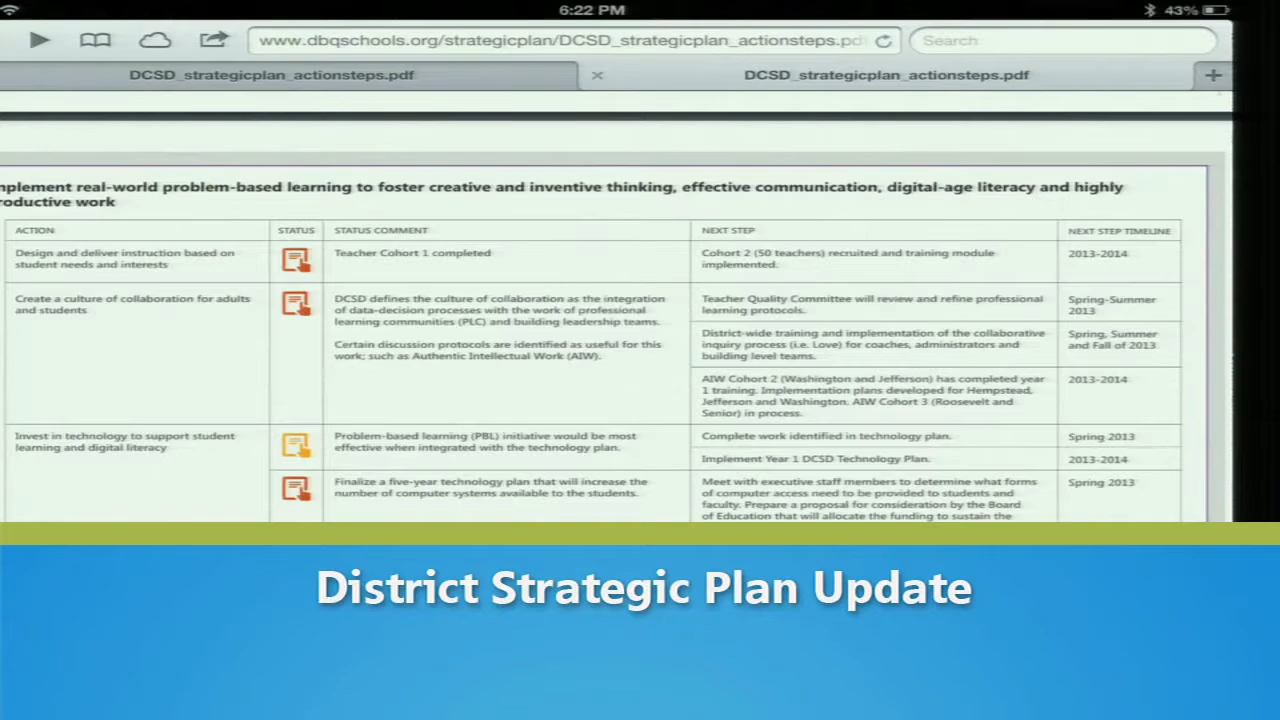 6:22 PM
43%
www.dbqschools.org/strategicplan/DCSD_strategicplan_actionsteps.pd
Search
DCSD_strategicplan_actionsteps.pdf
DCSD_strategicplan_actionsteps.pdf
mplement real-world problem-based learning to foster creative and inventive thinking, effective communication, digital-age literacy and highly
roductive work
ACTION
STATUS
STATUS COMMENT
NEXT STEP
NEXT STEP TIMELINE
Design and deliver instruction based on
student needs and interests
Teacher Cohort 1 completed
Cohort 2 (50 teachers) recruited and training module
implemented.
2013-2014
Create a culture of collaboration for adults
and students
DCSD defines the culture of collaboration as the integration
of data-decision processes with the work of professional
learning communities (PLC) and building leadership teams.
Certain discussion protocols are identified as useful for this
work; such as Authentic Intellectual Work (AIW).
Teacher Quality Committee will review and refine professional
learning protocols.
Spring-Summer
2013
District-wide training and implementation of the collaborative
inquiry process (i.e. Love) for coaches, administrators and
building level teams.
Spring, Summer
and Fall of 2013
AIW Cohort 2 (Washington and Jefferson) has completed year
1 training. Implementation plans developed for Hempstead,
Jefferson and Washington. AIW Cohort 3 (Roosevelt and
Senior) in process.
2013-2014
Invest in technology to support student
learning and digital literacy
Problem-based learning (PBL) initiative would be most
effective when integrated with the technology plan.
Complete work identified in technology plan.
Spring 2013
Implement Year 1 DCSD Technology Plan.
2013-2014
Finalize a five-year technology plan that will increase the
number of computer systems available to the students.
Meet with executive staff members to determine what forms
of computer access need to be provided to students and
faculty. Prepare a proposal for consideration by the Board
of Education that will allocate the funding to sustain the
Spring 2013
District Strategic Plan Update